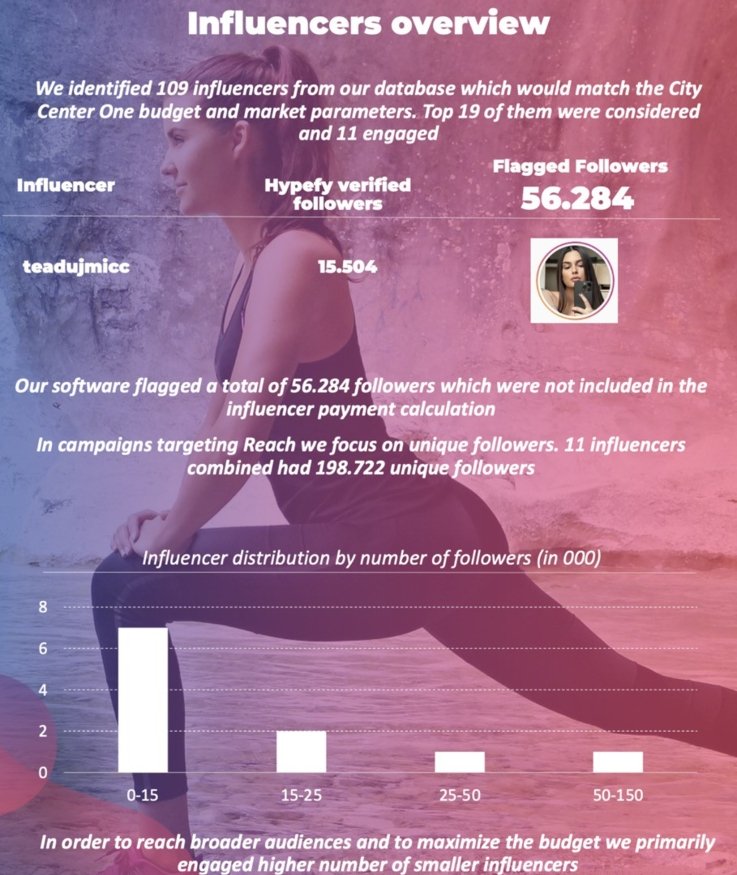 Influencers overview
We identified 109 influencers from our database which would match the City
Center One budget and market parameters. Top 19 of them were considered
and 11 engaged
Influencer
Hypefy verified
followers
Flagged Followers
56.284
teadujmicc
15.504
Our software flagged a total of 56.284 followers which were not included in the
influencer payment calculation
In campaigns targeting Reach we focus on unique followers. 11 influencers
combined had 198.722 unique followers
Influencer distribution by number of followers (in 000)
8
6
4
2
0
0-15
15-25
25-50
50-150
In order to reach broader audiences and to maximize the budget we primarily
engaged higher number of smaller influencers